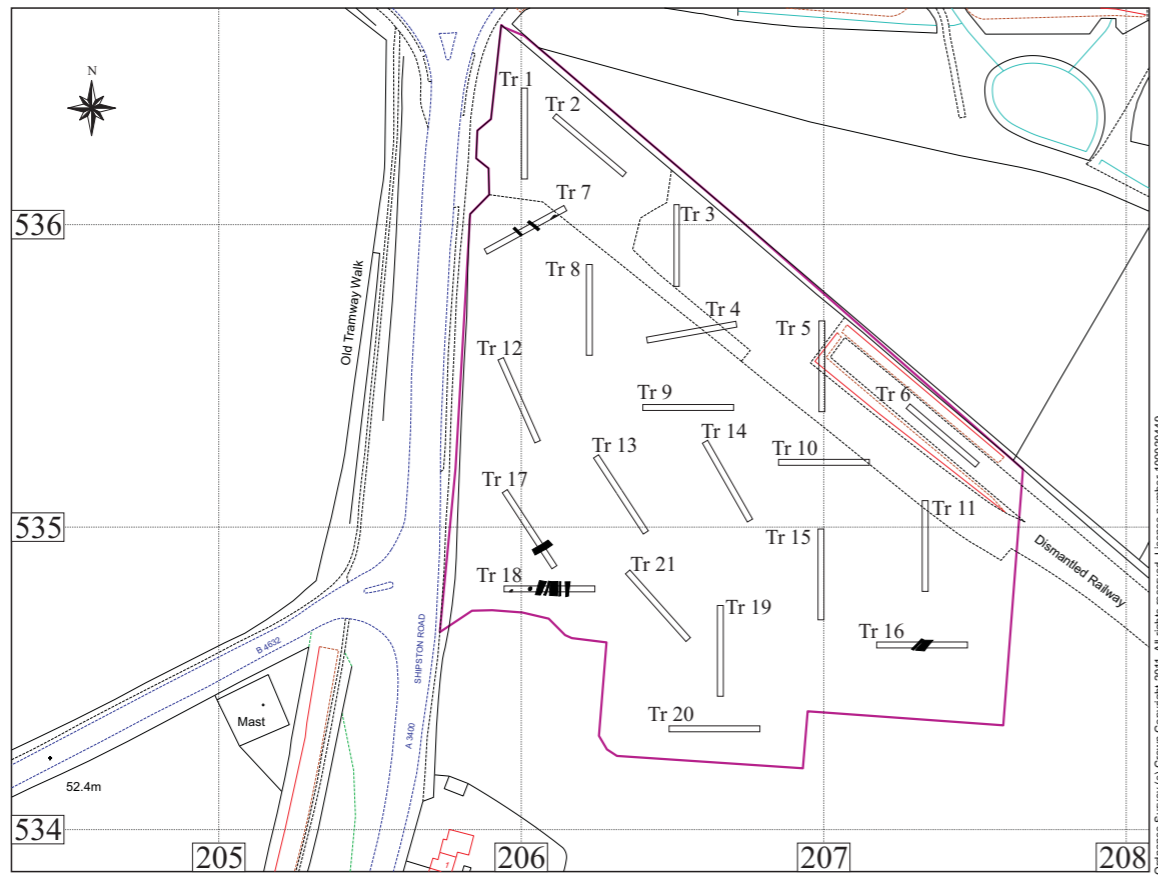 N
Tr 1
Tr 2
Tr 7
Tr 3
536
Tr 8
Old Tramway Walk
Tr 4
Tr 5
Tr 12
Tr 9
Tr 6
Tr 13
Tr 14
Tr 10
Tr 17
Tr 11
535
Tr 15
Dismantled Railway
Tr 18
Tr 21
Tr 19
Tr 16
B 4632
SHIPSTON ROAD
Mast
Tr 20
A 3400
52.4m
534
1
205
206
207
208